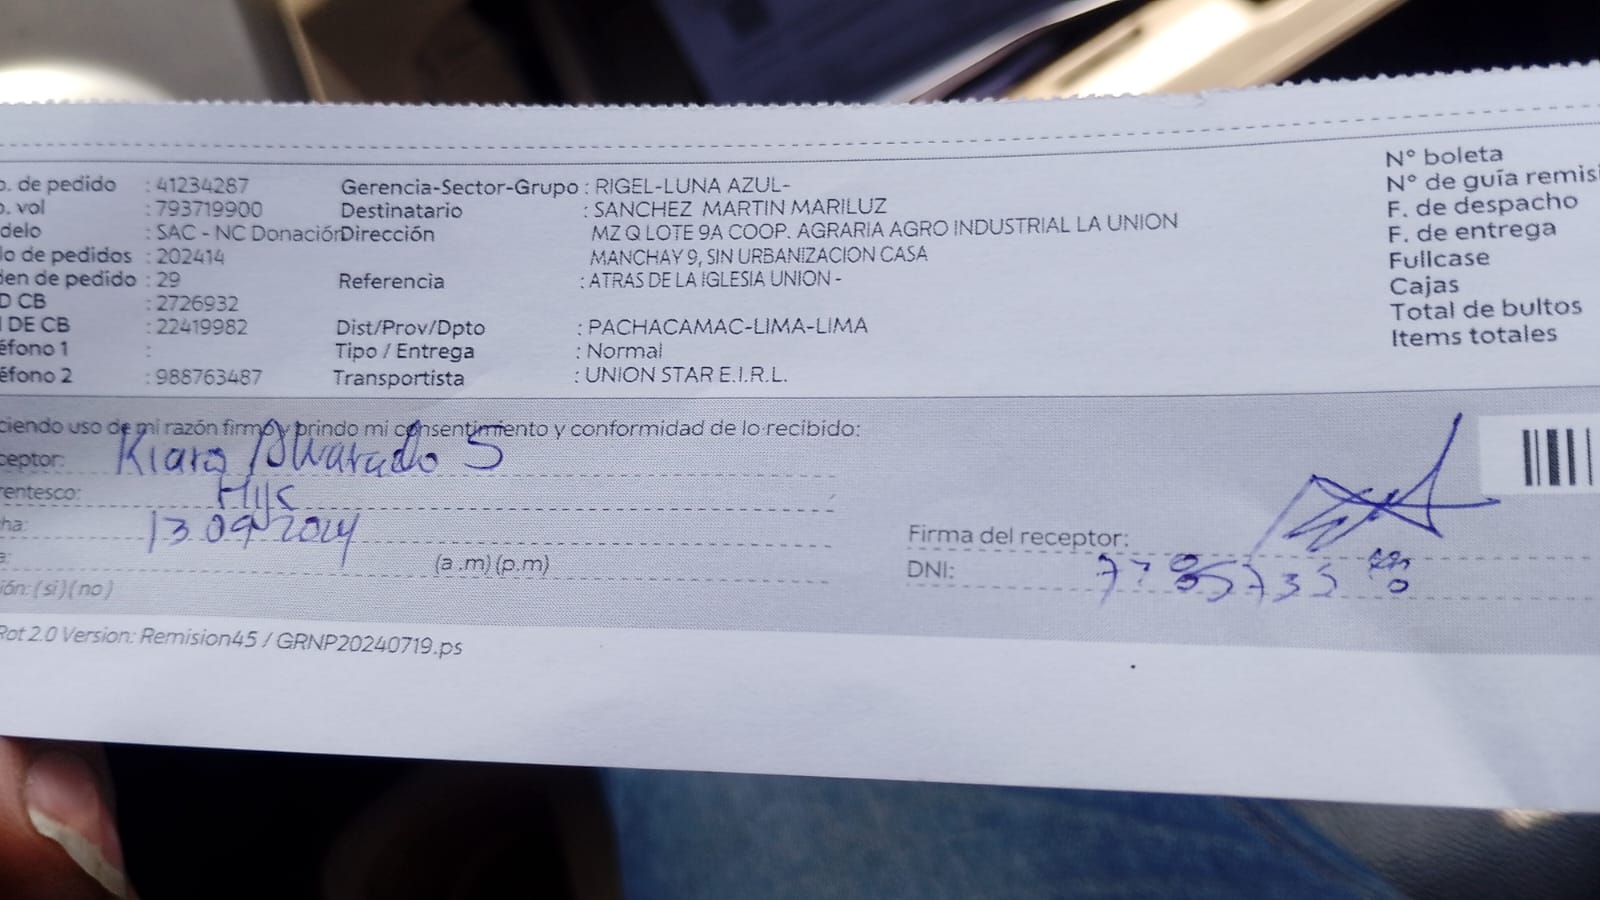 o. de pedido : 41234287 Gerencia-Sector-Grupo : RIGEL-LUNA AZUL- N° boleta
o. vol : 793719900 Destinatario : SANCHEZ MARTIN MARILUZ N° de guía remisi
delo : SAC - NC Donación Dirección MZ Q LOTE 9A COOP. AGRARIA AGRO INDUSTRIAL LA UNION F. de despacho
lo de pedidos : 202414 MANCHAY 9, SIN URBANIZACION CASA F. de entrega
den de pedido : 29 Referencia : ATRAS DE LA IGLESIA UNION - Fullcase
D CB : 2726932 Cajas
I DE CB : 22419982 Dist/Prov/Dpto : PACHACAMAC-LIMA-LIMA Total de bultos
éfono 1 : Tipo / Entrega : Normal Items totales
éfono 2 : 988763487 Transportista : UNION STAR E.I.R.L.
ciendo uso de mi razón firmo y brindo mi consentimiento y conformidad de lo recibido:
ceptor: Kiara Alvarado S
rentesco: Hija
ha: 13 09 2024 Firma del receptor:
a: (a .m) (p.m) DNI:
ión: (si) (no)
Rot 2.0 Version: Remision45 / GRNP20240719.ps